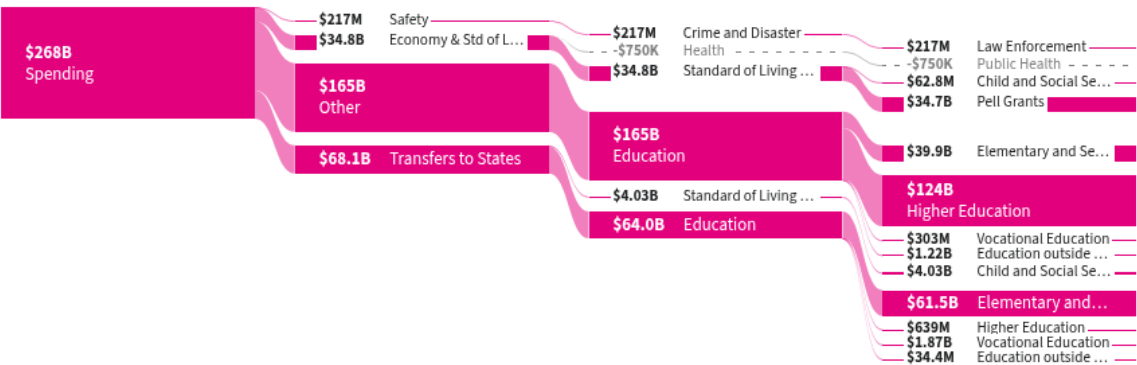 $268B
Spending
$217M Safety
$34.8B Economy & Std of L...
$165B
Other
$68.1B Transfers to States
$217M Crime and Disaster
-$750K Health
$34.8B Standard of Living ...
$165B
Education
$4.03B Standard of Living ...
$64.0B Education
$217M Law Enforcement
-$750K Public Health
$62.8M Child and Social Se...
$34.7B Pell Grants
$39.9B Elementary and Se...
$124B
Higher Education
$303M Vocational Education
$1.22B Education outside ...
$4.03B Child and Social Se...
$61.5B Elementary and...
$639M Higher Education
$1.87B Vocational Education
$34.4M Education outside ...